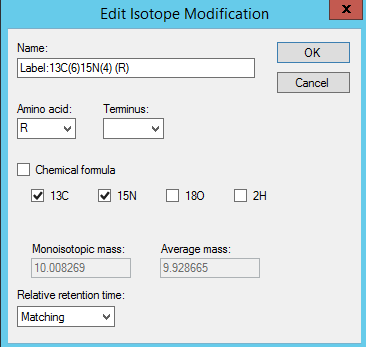 Edit Isotope Modification
x
Name:
Label:13C(6)15N(4) (R)
OK
Cancel
Amino acid: Terminus:
R
Chemical formula
13C 15N 18O 2H
Monoisotopic mass: Average mass:
10.008269 9.928665
Relative retention time:
Matching